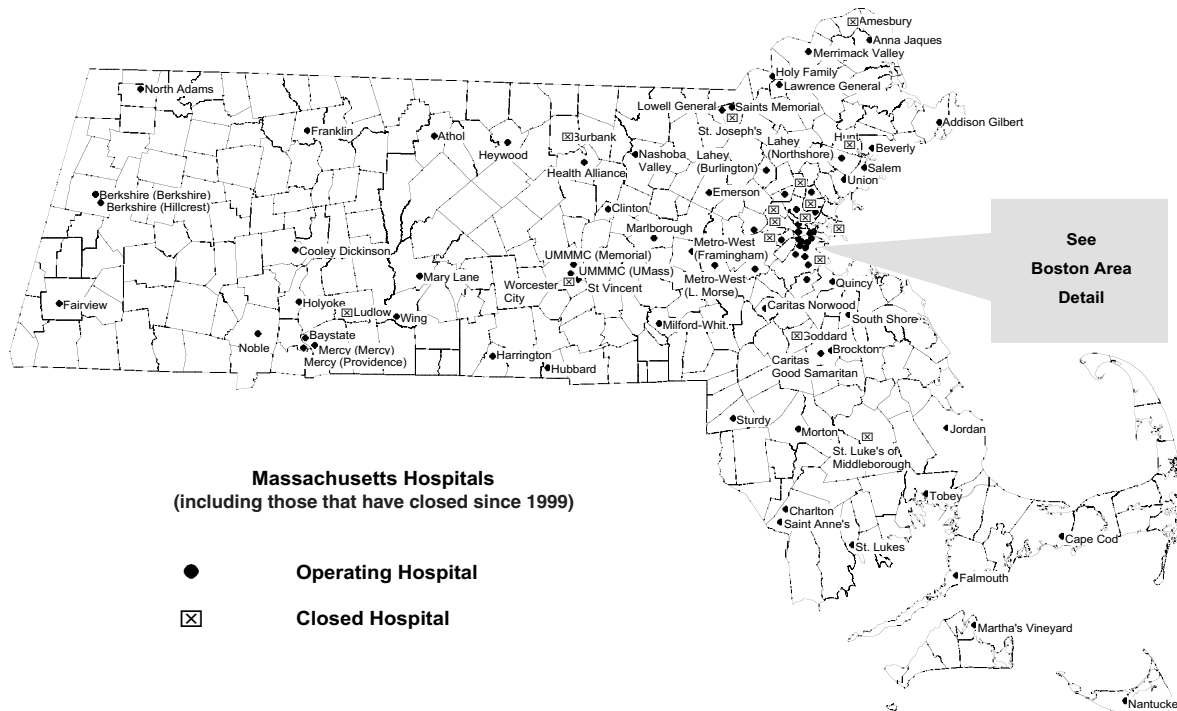 Amesbury
Anna Jaques
Merrimack Valley
Holy Family
Lawrence General
North Adams
Lowell General
Saints Memorial
Addison Gilbert
St. Joseph's
Franklin
Athol
Burbank
Hunt
Heywood
Lahey
(Northshore)
Beverly
Nashoba
Valley
Lahey
(Burlington)
Health Alliance
Salem
Union
Berkshire (Berkshire)
Berkshire (Hillcrest)
Emerson
Clinton
Marlborough
See
Boston Area
Detail
Cooley Dickinson
Metro-West
(Framingham)
UMMMC (Memorial)
UMMMC (UMass)
Mary Lane
Worcester
City
St Vincent
Metro-West
(L. Morse)
Quincy
Fairview
Holyoke
Ludlow
Wing
Caritas Norwood
South Shore
Milford-Whit.
Noble
Baystate
Mercy (Mercy)
Mercy (Providence)
Goddard
Brockton
Harrington
Hubbard
Caritas
Good Samaritan
Sturdy
Morton
Jordan
St. Luke's of
Middleborough
Massachusetts Hospitals
(including those that have closed since 1999)
Tobey
Charlton
Saint Anne's
Cape Cod
St. Lukes
Operating Hospital
Falmouth
Closed Hospital
Martha's Vineyard
Nantucke